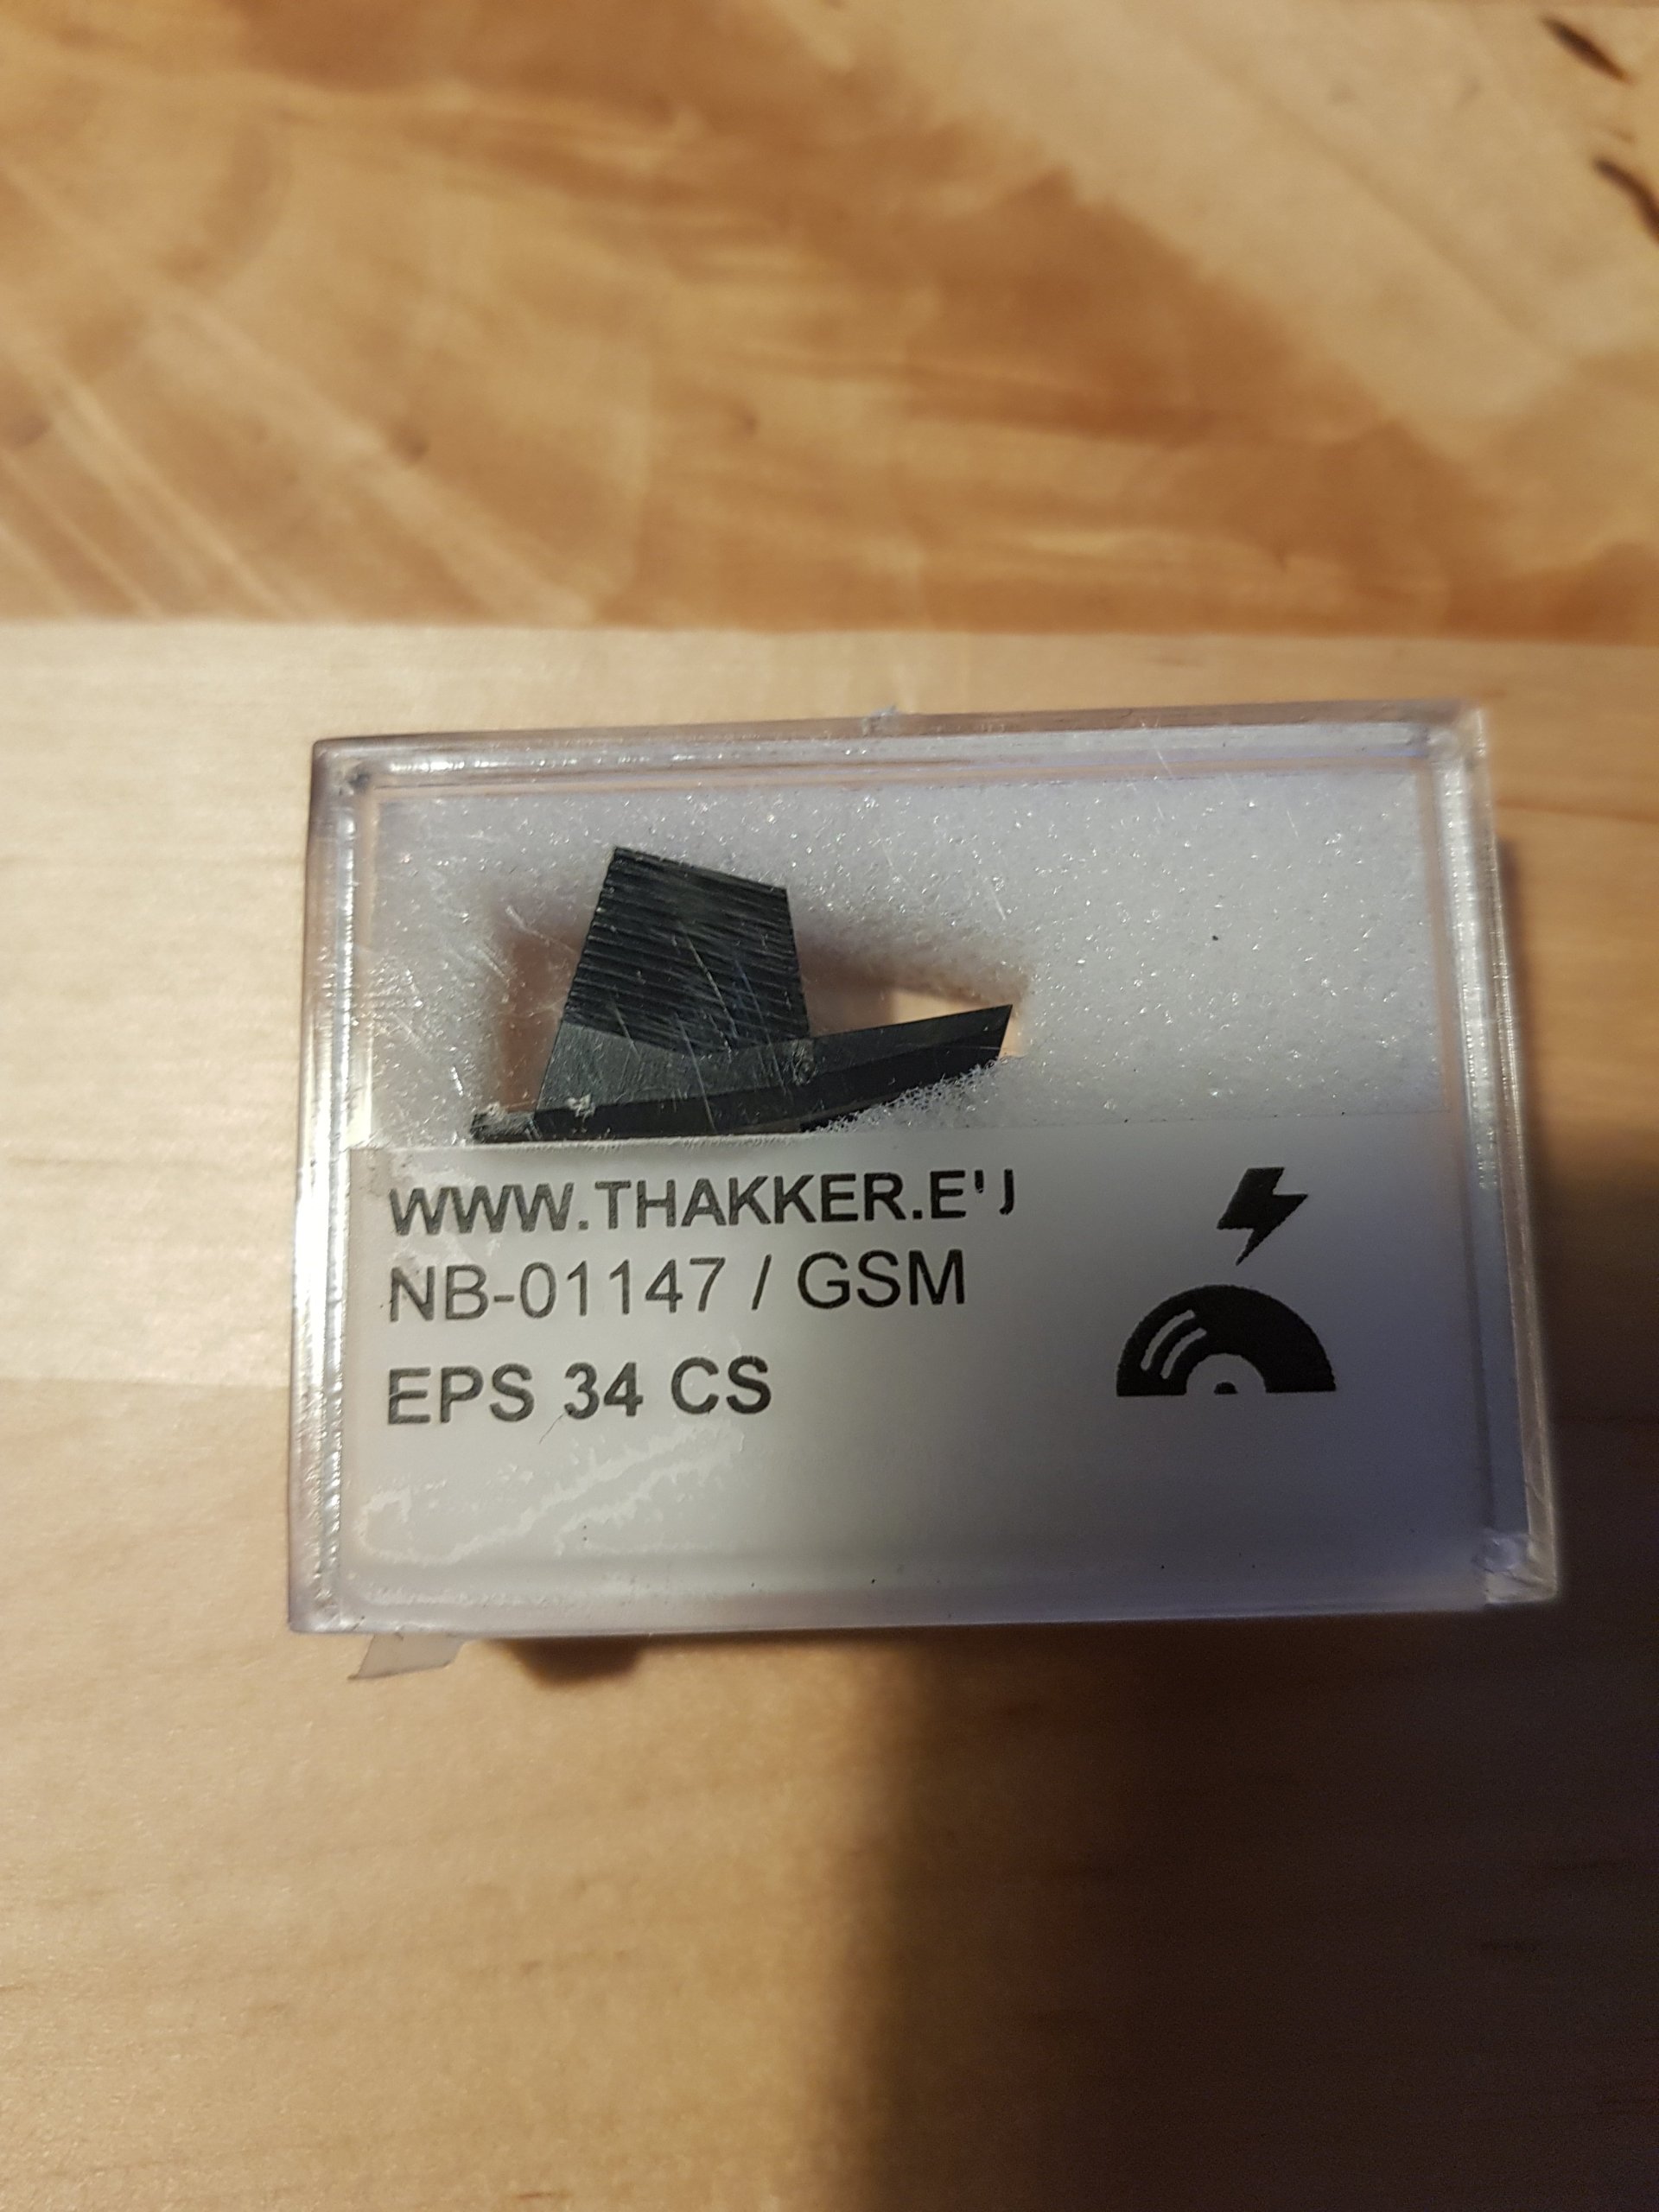 WWW.THAKKER.EU
NB-01147 / GSM
EPS 34 CS